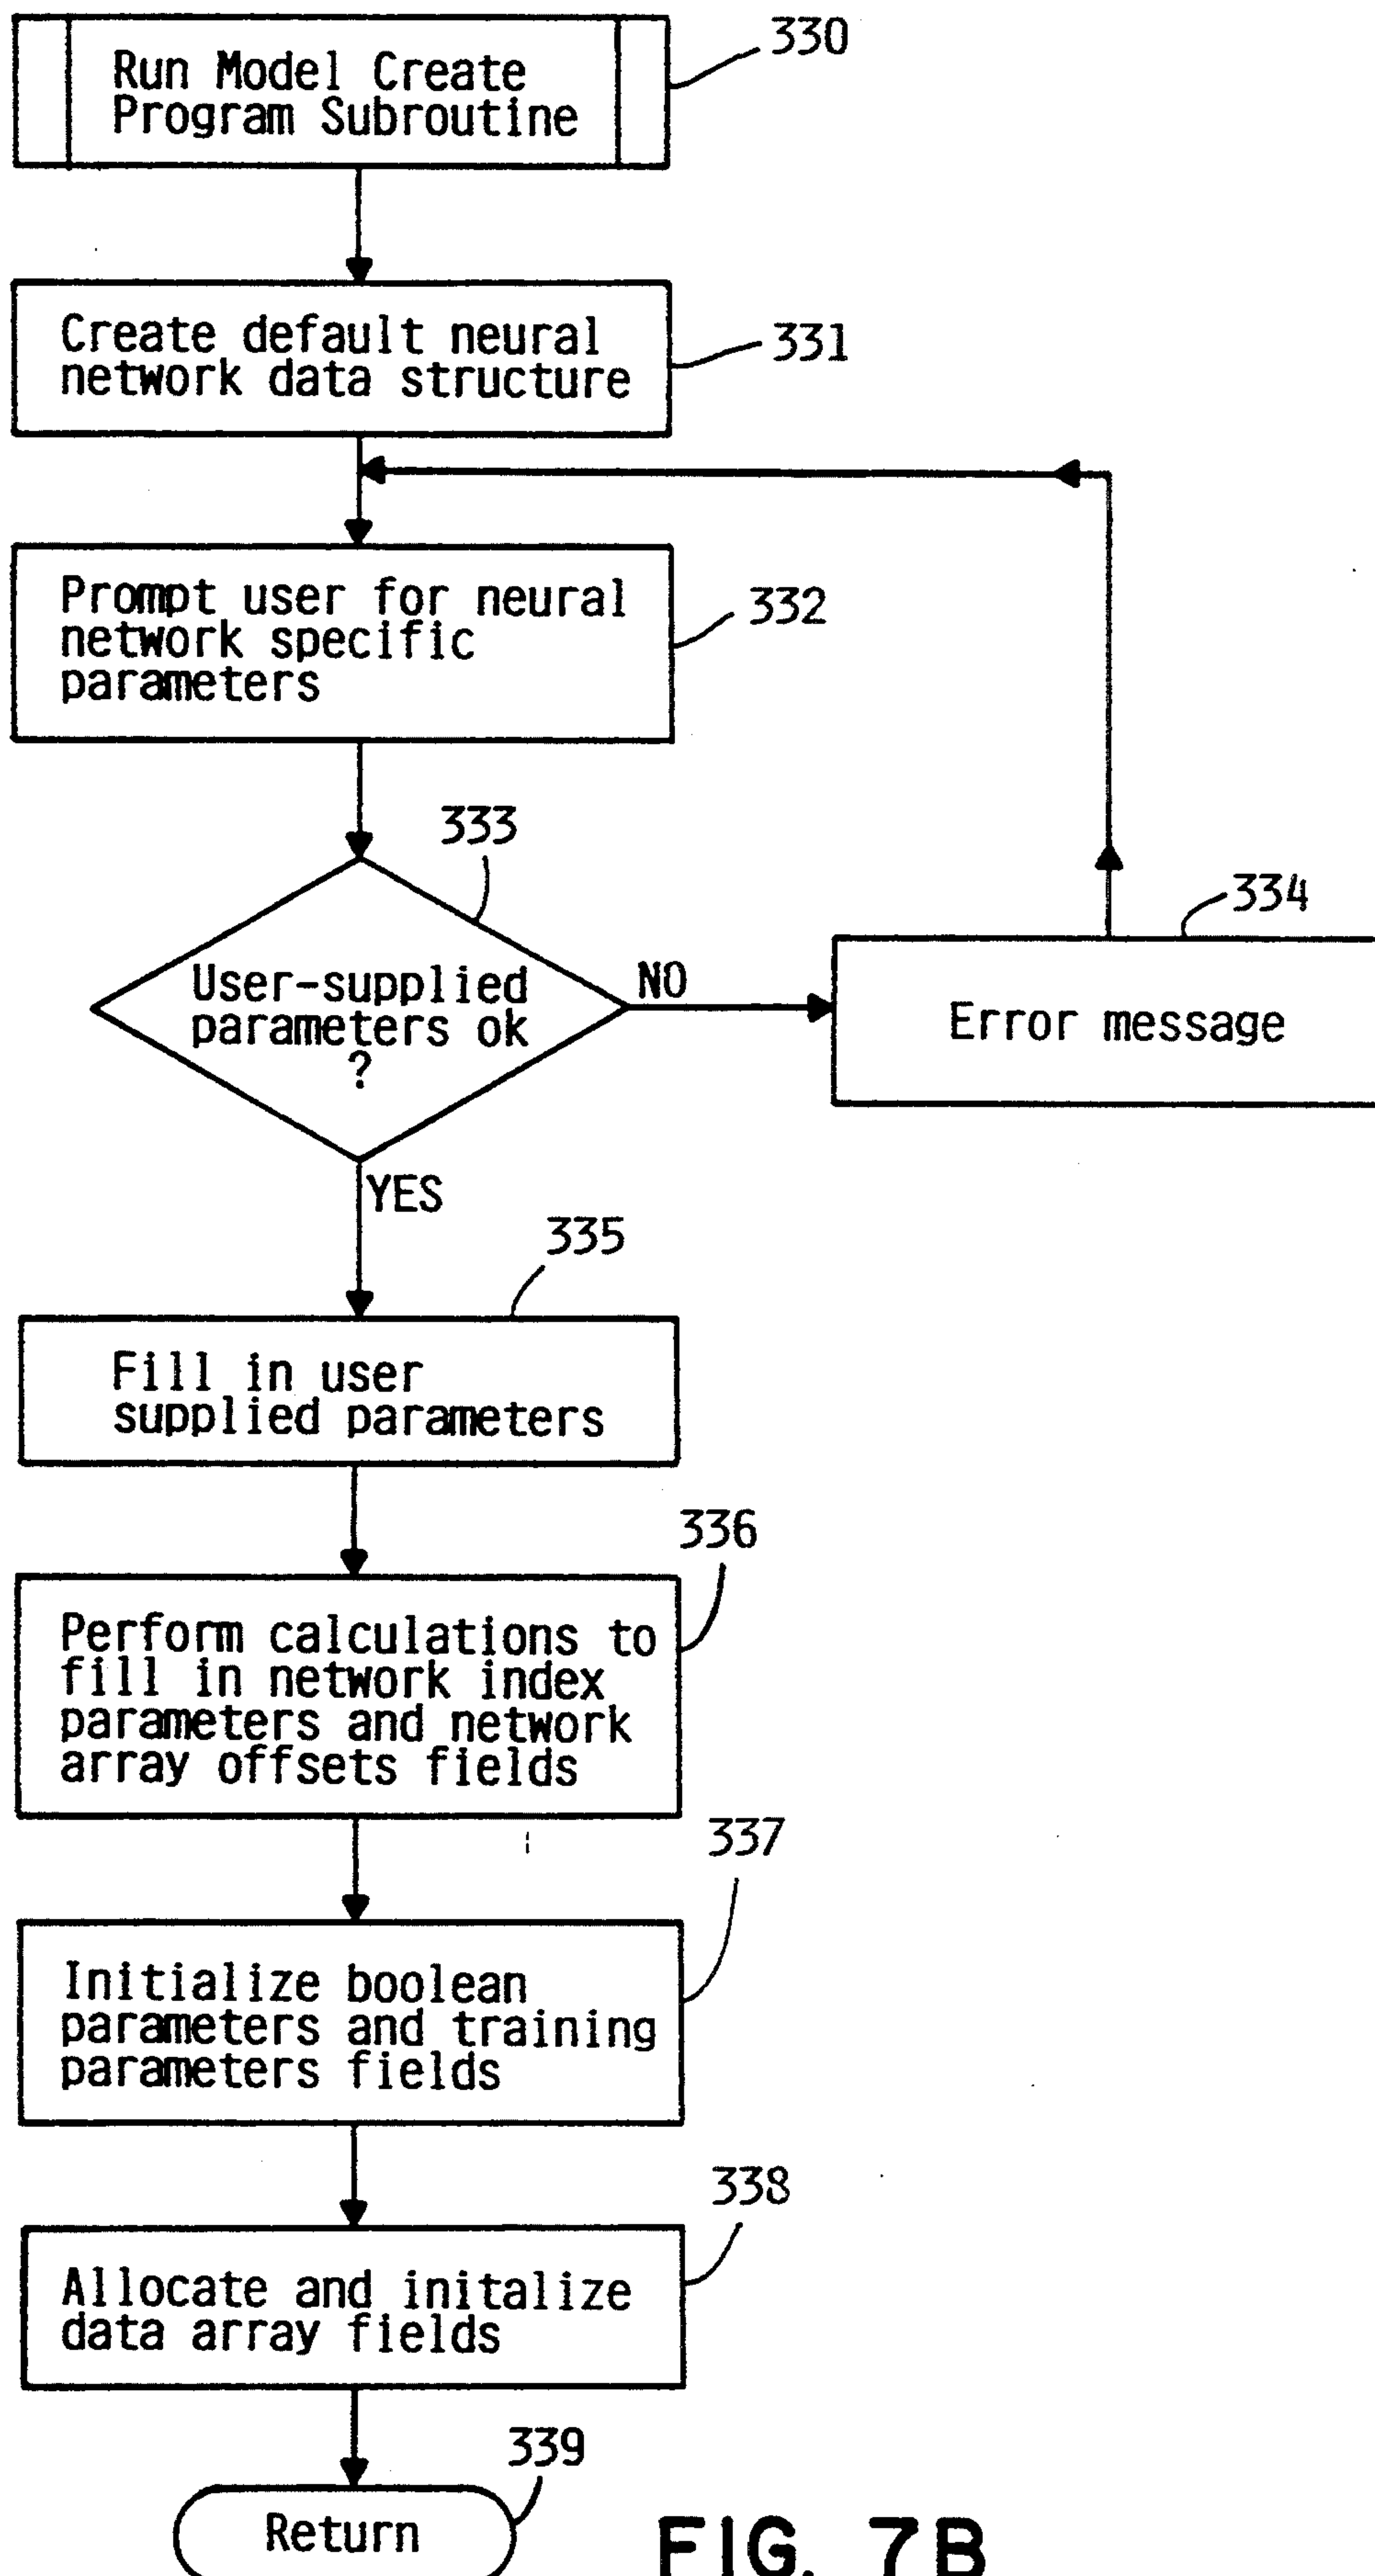 330
Run Model Create
Program Subroutine
Create default neural
network data structure
331
Prompt user for neural
network specific
parameters
332
333
User-supplied
parameters ok
?
NO
334
Error message
YES
335
Fill in user
supplied parameters
336
Perform calculations to
fill in network index
parameters and network
array offsets fields
337
Initialize boolean
parameters and training
parameters fields
338
Allocate and initalize
data array fields
339
Return
FIG. 7B